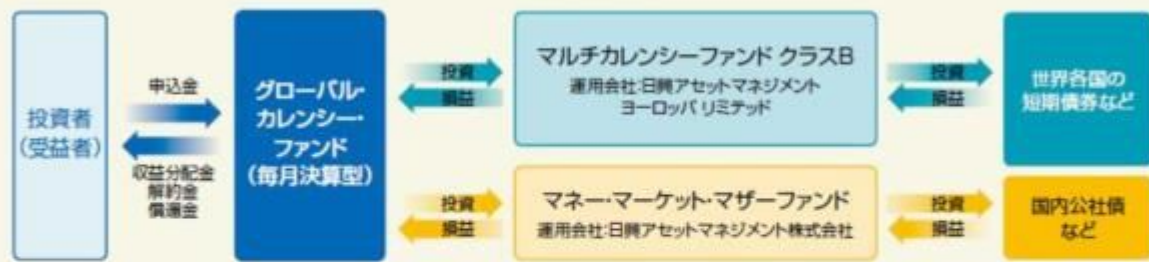 投資者
(受益者)
申込金
収益分配金
解約金
償還金
グローバル・
カレンシー・
ファンド
(毎月決算型)
投資
損益
マルチカレンシーファンド クラスB
運用会社:日興アセットマネジメント
ヨーロッパ リミテッド
投資
損益
世界各国の
短期債券など
投資
損益
マネー・マーケット・マザーファンド
運用会社:日興アセットマネジメント株式会社
投資
損益
国内公社債
など